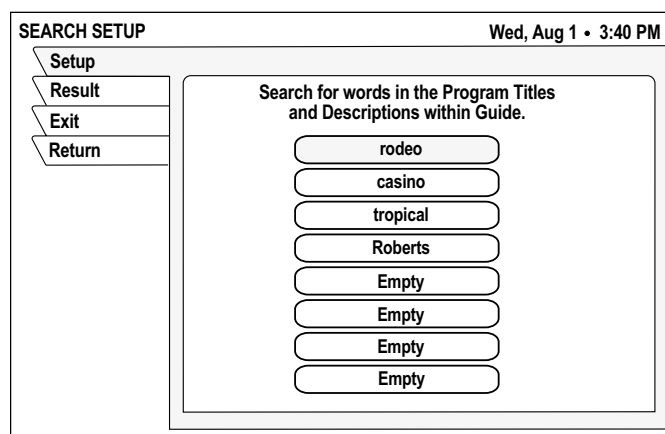 SEARCH SETUP
Wed, Aug 1 • 3:40 PM
Setup
Result
Exit
Return
Search for words in the Program Titles
and Descriptions within Guide.
rodeo
casino
tropical
Roberts
Empty
Empty
Empty
Empty